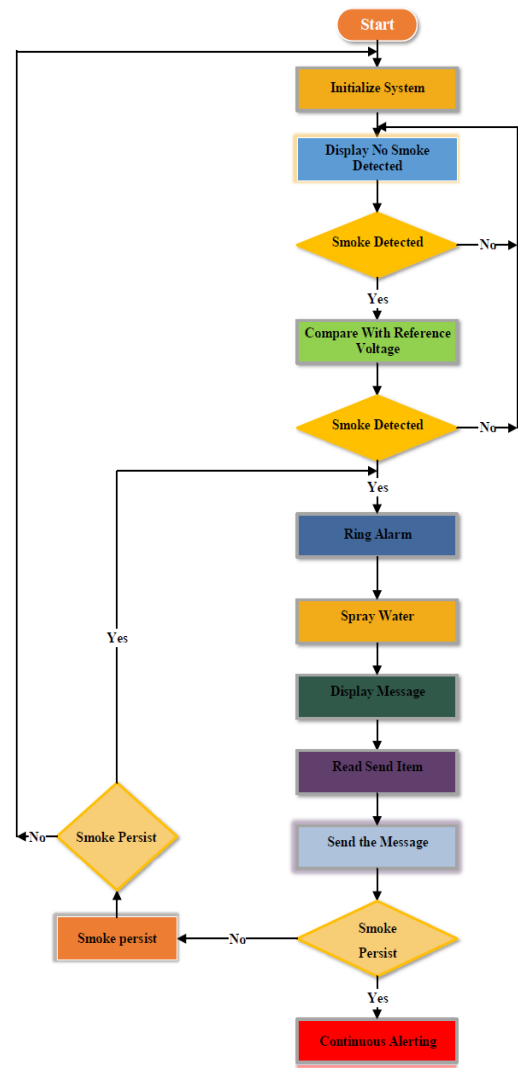 Start
Initialize System
Display No Smoke
Detected
Smoke Detected
No
Yes
Compare With Reference
Voltage
Smoke Detected
No
Yes
Ring Alarm
Spray Water
Yes
Display Message
Read Send Item
Send the Message
No
Smoke Persist
Smoke
Persist
No
Smoke persist
Yes
Continuous Alerting